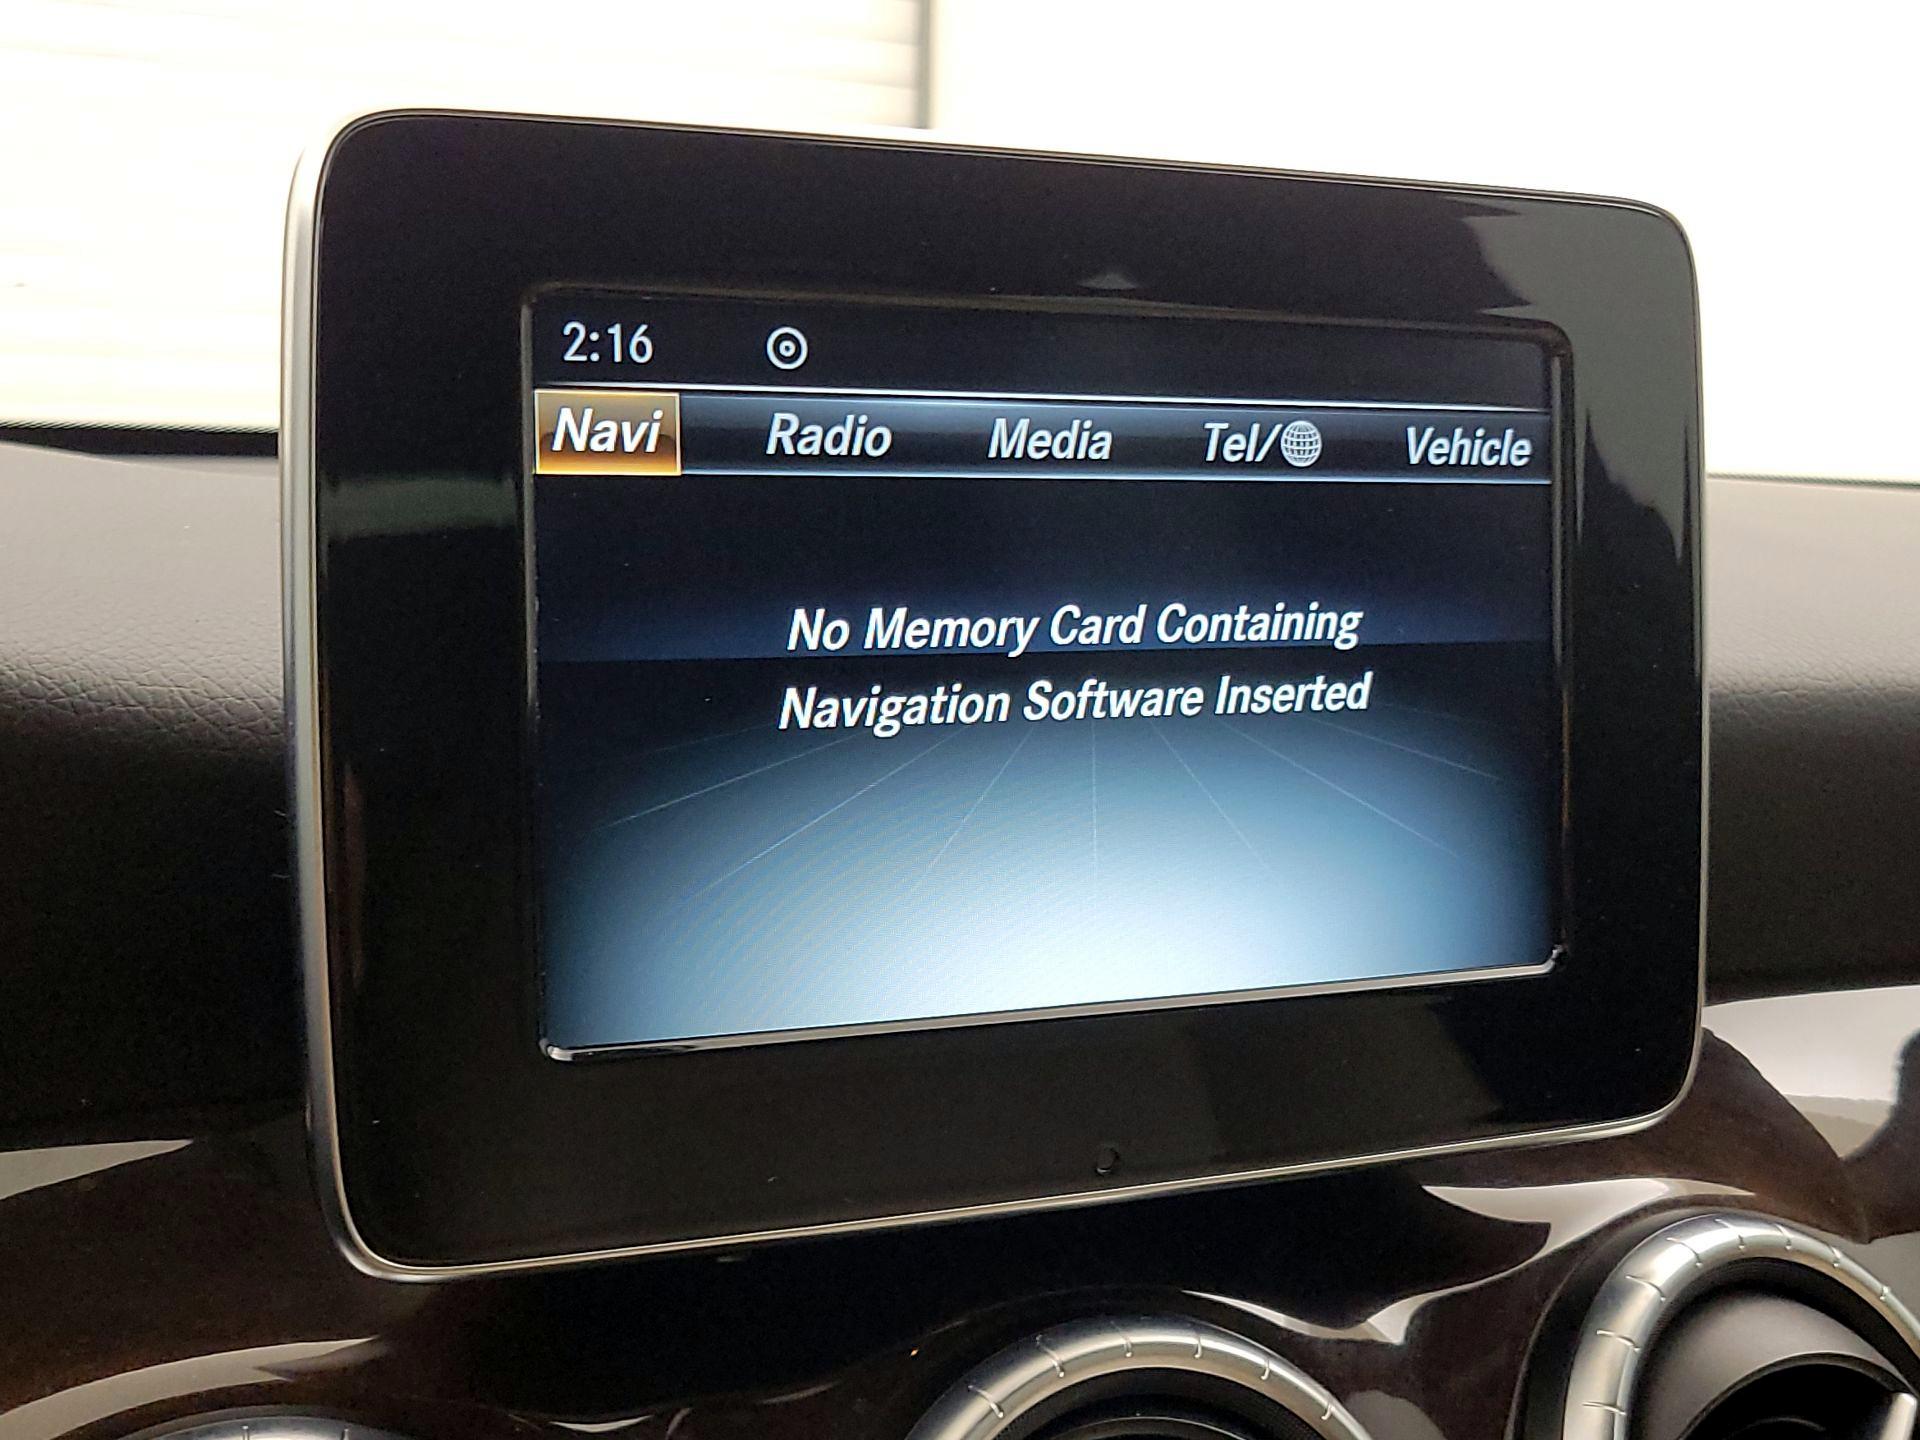 2:16
Navi Radio Media Tel/ Vehicle
No Memory Card Containing
Navigation Software Inserted